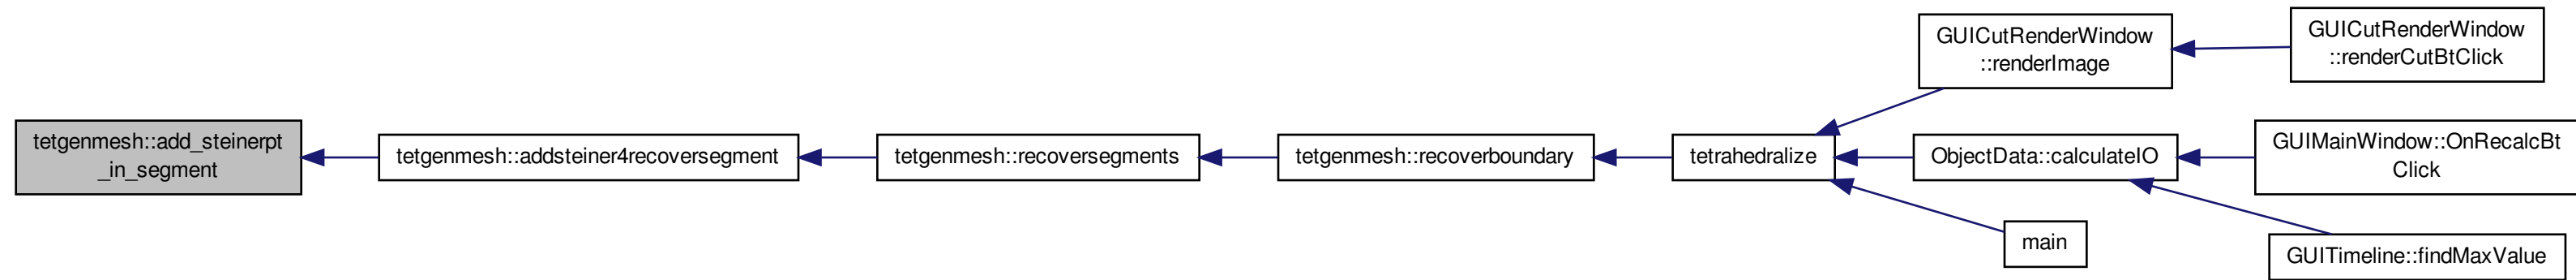 tetgenmesh::add_steinerpt
_in_segment
tetgenmesh::addsteiner4recoversegment
tetgenmesh::recoversegments
tetgenmesh::recoverboundary
tetrahedralize
GUICutRenderWindow
::renderImage
GUICutRenderWindow
::renderCutBtClick
ObjectData::calculateIO
GUIMainWindow::OnRecalcBt
Click
main
GUITimeline::findMaxValue